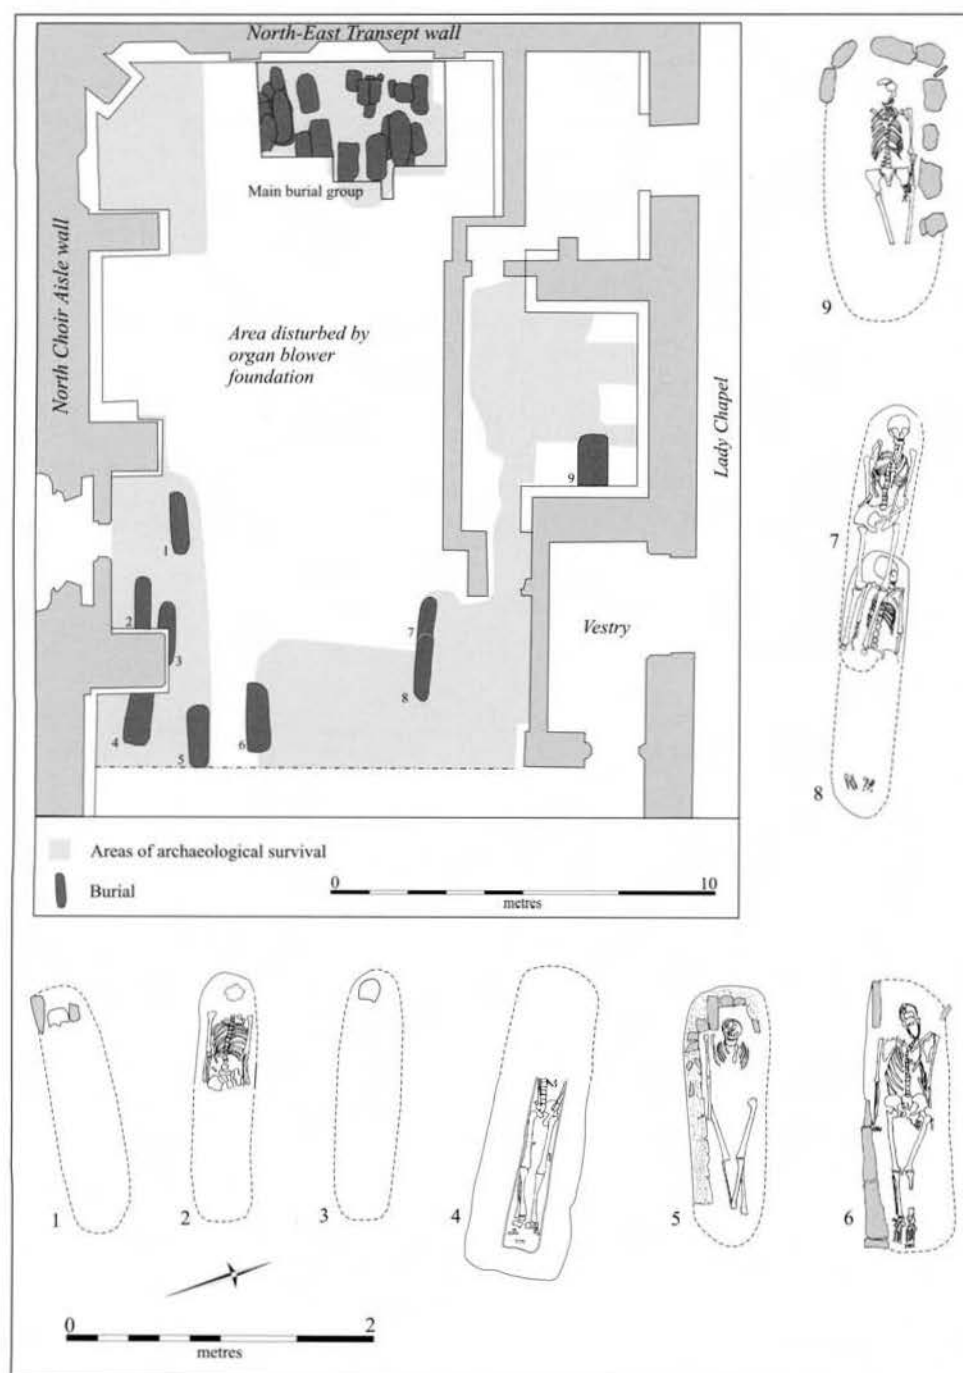 North-East Transept wall
Main burial group
North Choir Aisle wall
Area disturbed by
organ blower
foundation
Lady Chapel
Vestry
1
2
3
4
5
6
7
8
9
Areas of archaeological survival
Burial
0 10
metres
9
7
8
1
2
3
4
5
6
0 2
metres